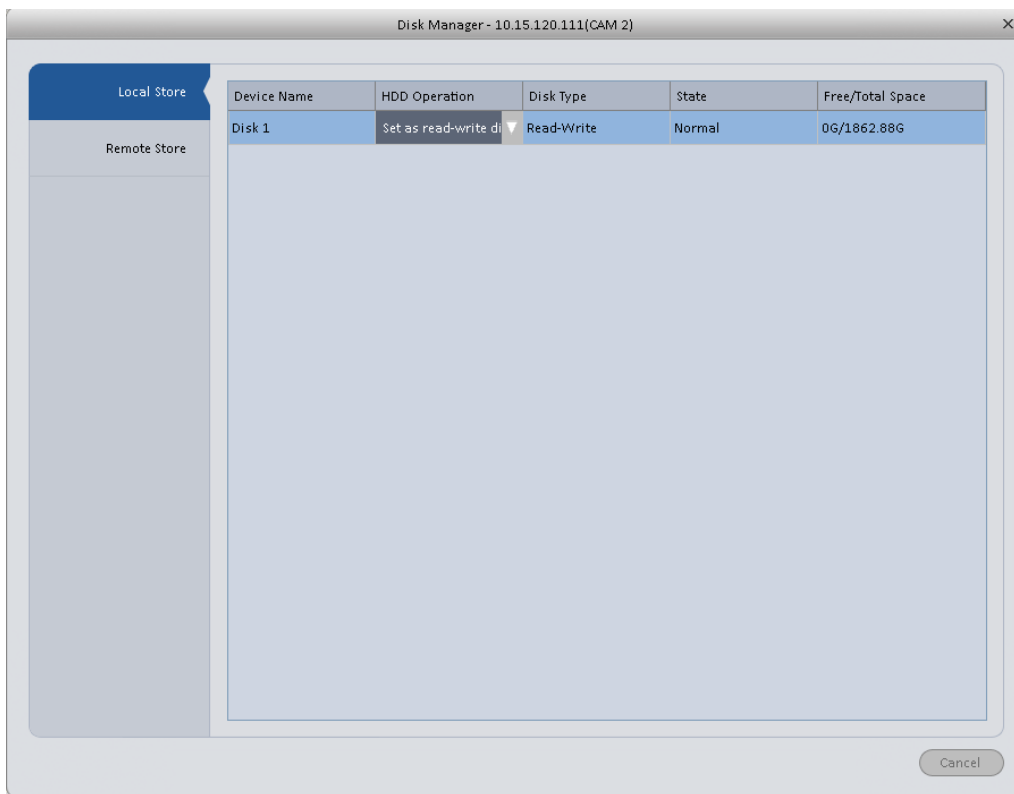 Disk Manager - 10.15.120.111(CAM 2)
Local Store
Remote Store
Device Name HDD Operation Disk Type State Free/Total Space
Disk 1 Set as read-write di Read-Write Normal 0G/1862.88G
Cancel